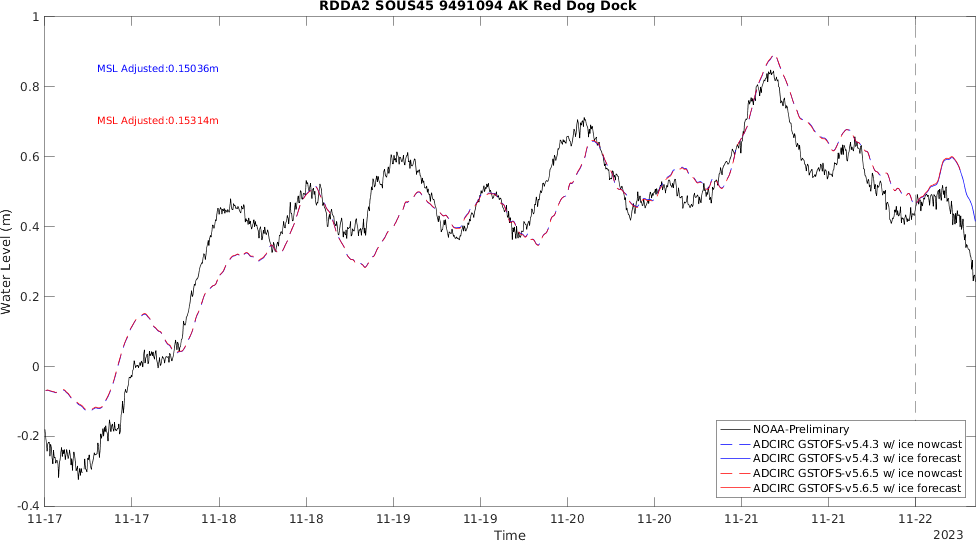 RDDA2 SOUS45 9491094 AK Red Dog Dock
1
0.8
0.6
0.4
0.2
0
-0.2
-0.4
Water Level (m)
MSL Adjusted:0.15036m
MSL Adjusted:0.15314m
NOAA-Preliminary
ADCIRC GSTOFS-v5.4.3 w/ ice nowcast
ADCIRC GSTOFS-v5.4.3 w/ ice forecast
ADCIRC GSTOFS-v5.6.5 w/ ice nowcast
ADCIRC GSTOFS-v5.6.5 w/ ice forecast
11-17 11-17 11-18 11-18 11-19 11-19 11-20 11-20 11-21 11-21 11-22
Time
2023